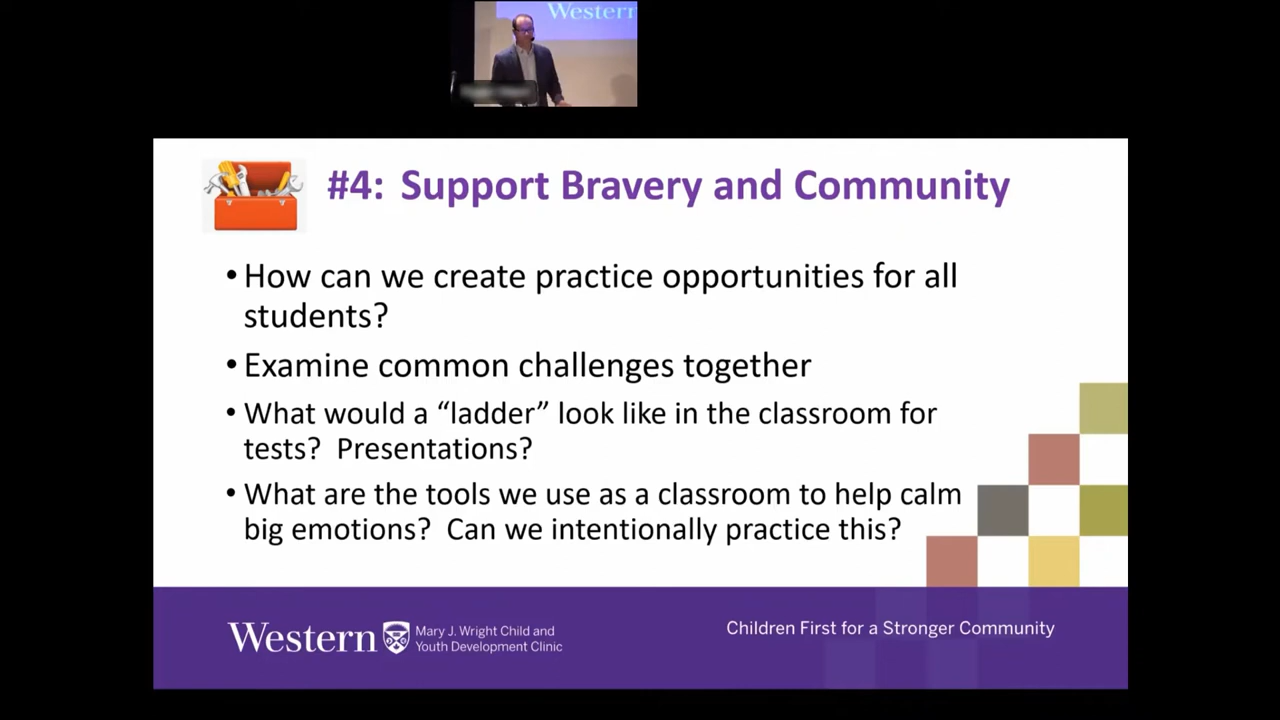 Western
#4: Support Bravery and Community
• How can we create practice opportunities for all
students?
• Examine common challenges together
• What would a “ladder” look like in the classroom for
tests? Presentations?
• What are the tools we use as a classroom to help calm
big emotions? Can we intentionally practice this?
Western
Mary J. Wright Child and
Youth Development Clinic
Children First for a Stronger Community